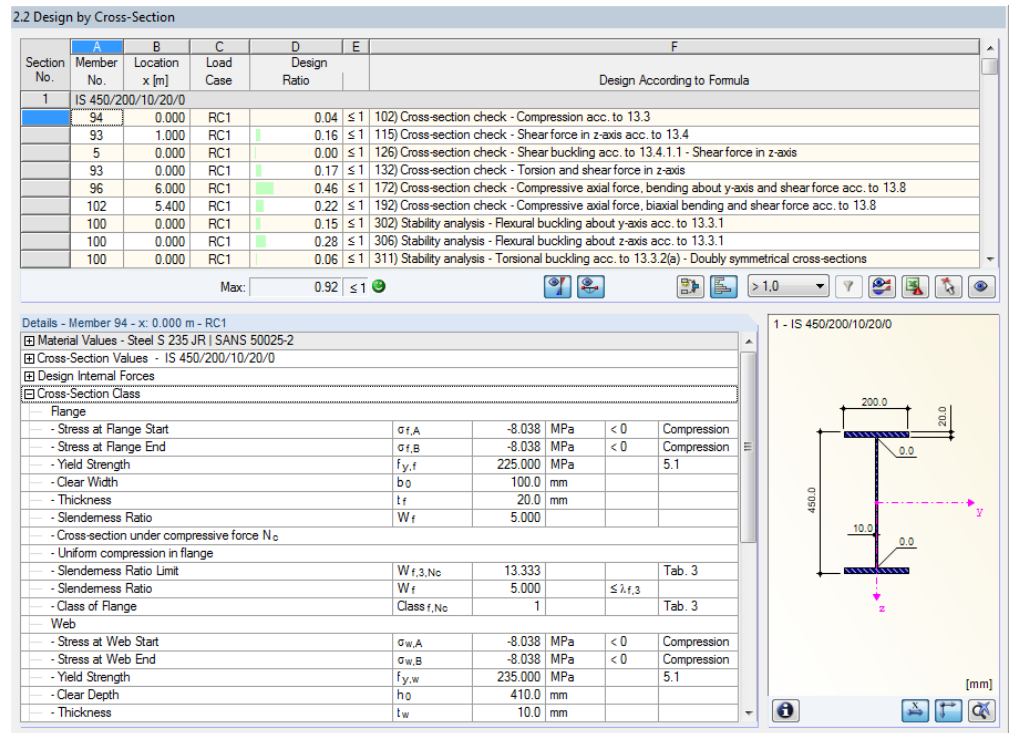 2.2 Design by Cross-Section
A B C D E F
Section Member Location Load Design
No. No. x [m] Case Ratio Design According to Formula
1 IS 450/200/10/20/0
94 0.000 RC1 0.04 ≤ 1 102) Cross-section check - Compression acc. to 13.3
93 1.000 RC1 0.16 ≤ 1 115) Cross-section check - Shear force in z-axis acc. to 13.4
5 0.000 RC1 0.00 ≤ 1 126) Cross-section check - Shear buckling acc. to 13.4.1.1 - Shear force in z-axis
93 0.000 RC1 0.17 ≤ 1 132) Cross-section check - Torsion and shear force in z-axis
96 6.000 RC1 0.46 ≤ 1 172) Cross-section check - Compressive axial force, bending about y-axis and shear force acc. to 13.8
102 5.400 RC1 0.22 ≤ 1 192) Cross-section check - Compressive axial force, biaxial bending and shear force acc. to 13.8
100 0.000 RC1 0.15 ≤ 1 302) Stability analysis - Flexural buckling about y-axis acc. to 13.3.1
100 0.000 RC1 0.28 ≤ 1 306) Stability analysis - Flexural buckling about z-axis acc. to 13.3.1
100 0.000 RC1 0.06 ≤ 1 311) Stability analysis - Torsional buckling acc. to 13.3.2(a) - Doubly symmetrical cross-sections
Max: 0.92 ≤ 1 > 1,0
Details - Member 94 - x: 0.000 m - RC1
Material Values - Steel S 235 JR | SANS 50025-2
Cross-Section Values - IS 450/200/10/20/0
Design Internal Forces
Cross-Section Class
Flange
- Stress at Flange Start σf,A -8.038 MPa < 0 Compression
- Stress at Flange End σf,B -8.038 MPa < 0 Compression
- Yield Strength fy,f 225.000 MPa 5.1
- Clear Width b0 100.0 mm
- Thickness tf 20.0 mm
- Slenderness Ratio Wf 5.000
- Cross-section under compressive force Nc
- Uniform compression in flange
- Slenderness Ratio Limit Wf,3,Nc 13.333 Tab. 3
- Slenderness Ratio Wf 5.000 ≤ λf,3
- Class of Flange Classf,Nc 1 Tab. 3
Web
- Stress at Web Start σw,A -8.038 MPa < 0 Compression
- Stress at Web End σw,B -8.038 MPa < 0 Compression
- Yield Strength fy,w 235.000 MPa 5.1
- Clear Depth h0 410.0 mm
- Thickness tw 10.0 mm
1 - IS 450/200/10/20/0
200.0
20.0
0.0
450.0
y
10.0
0.0
z
[mm]